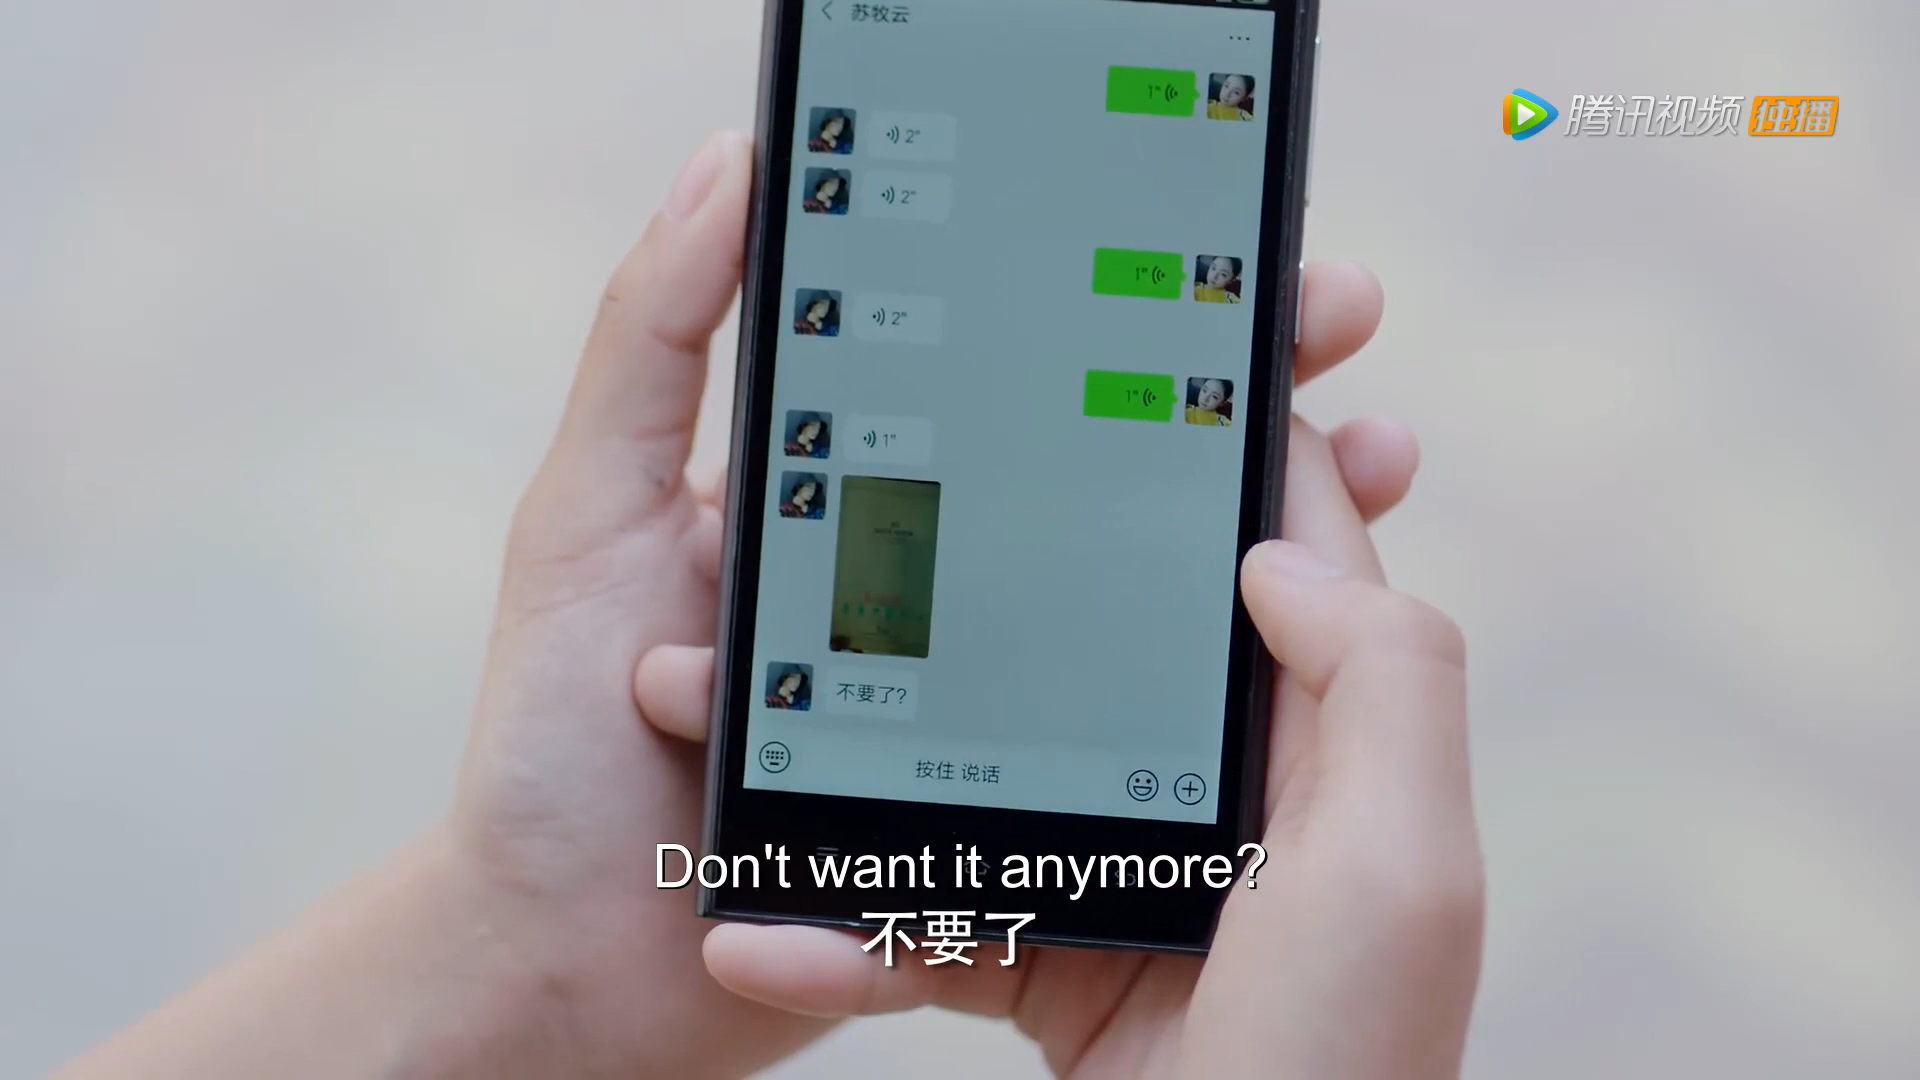 苏牧云
1"
2"
2"
1"
2"
1"
1"
不要了?
按住 说话
腾讯视频 独播
Don't want it anymore?
不要了